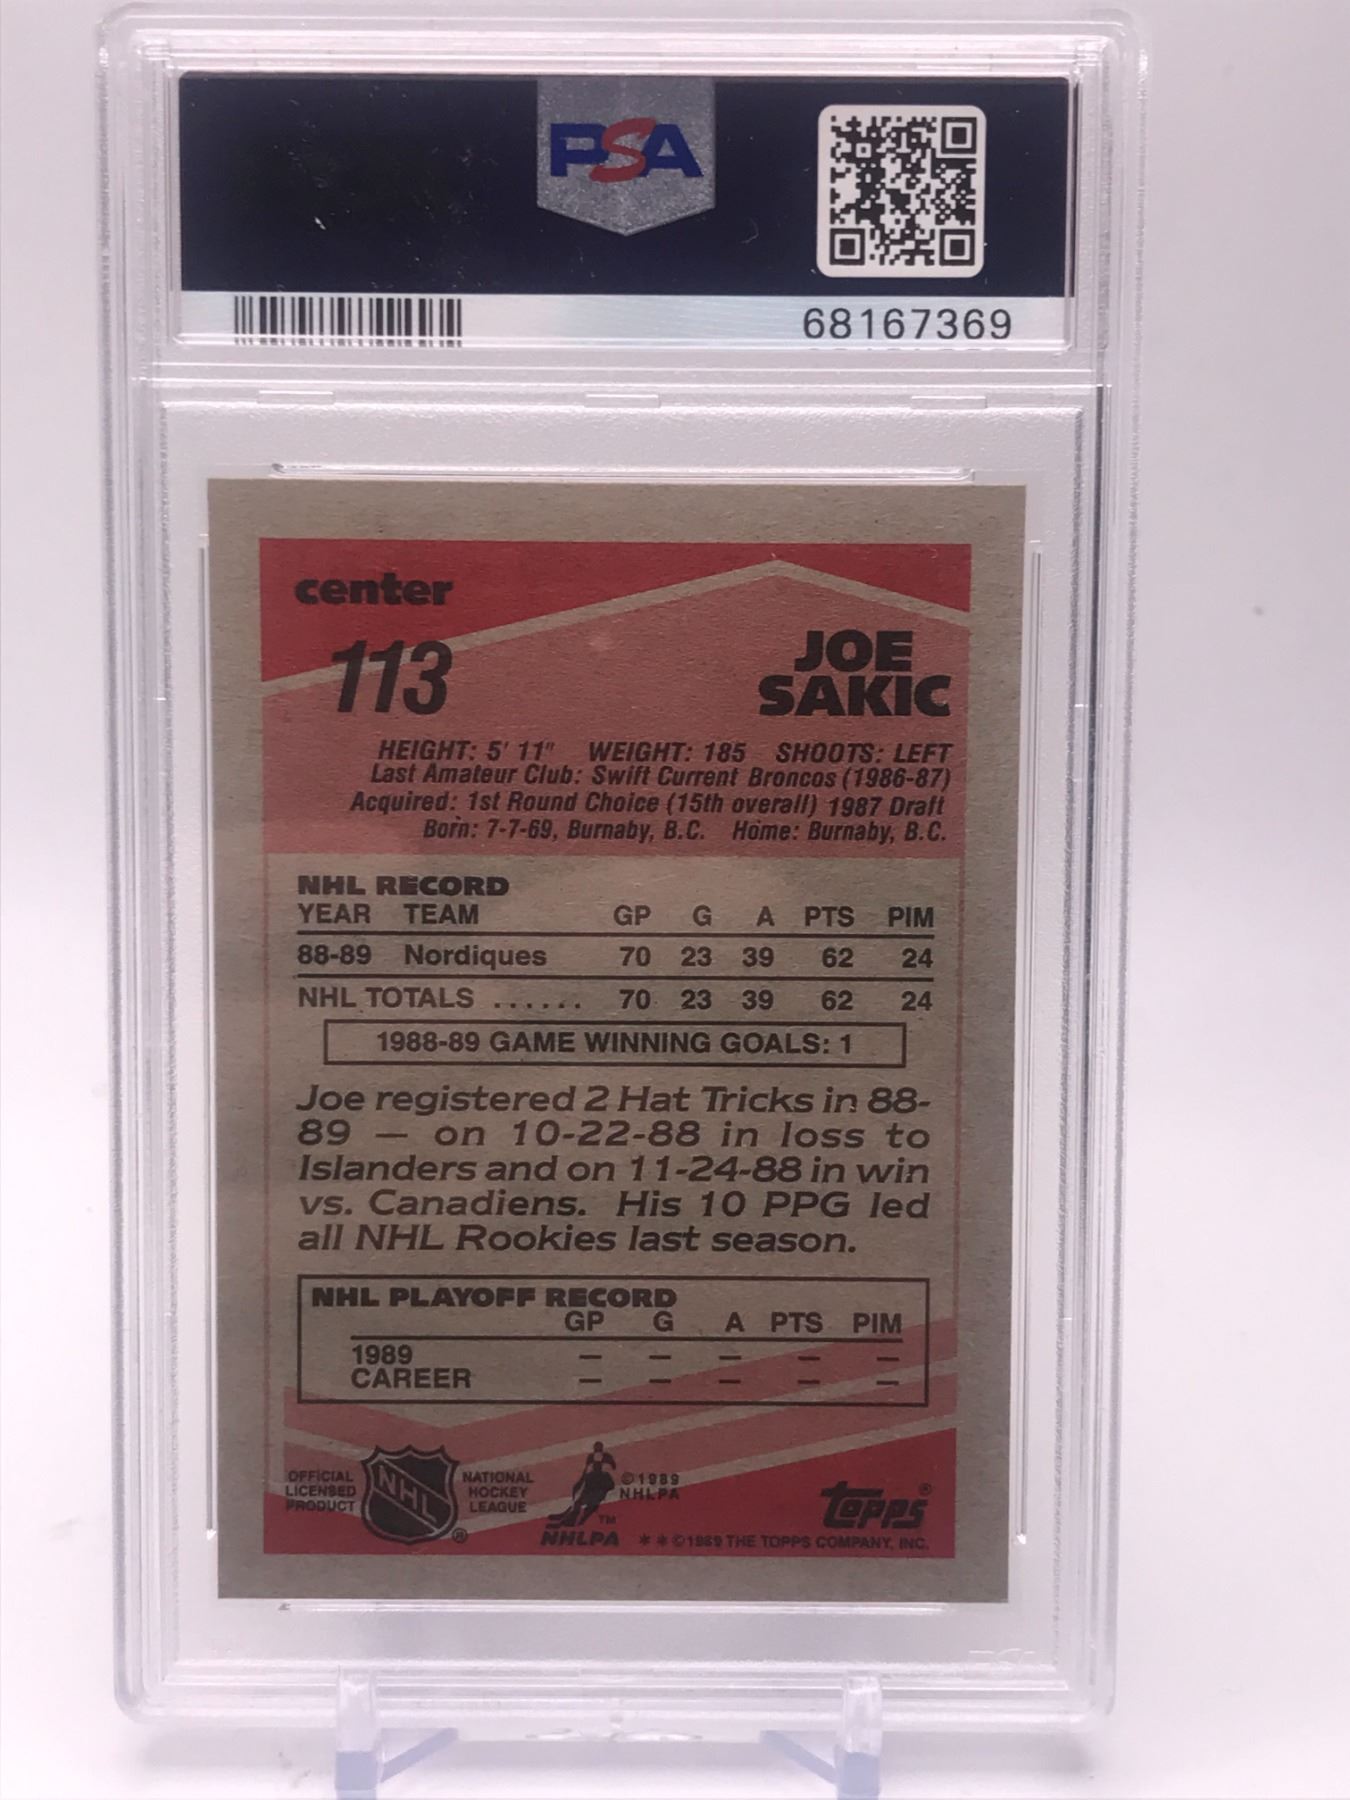 PSA
68167369
center
113
JOE
SAKIC
HEIGHT: 5' 11" WEIGHT: 185 SHOOTS: LEFT
Last Amateur Club: Swift Current Broncos (1986-87)
Acquired: 1st Round Choice (15th overall) 1987 Draft
Born: 7-7-69, Burnaby, B.C. Home: Burnaby, B.C.
NHL RECORD
YEAR TEAM GP G A PTS PIM
88-89 Nordiques 70 23 39 62 24
NHL TOTALS ...... 70 23 39 62 24
1988-89 GAME WINNING GOALS: 1
Joe registered 2 Hat Tricks in 88-
89 — on 10-22-88 in loss to
Islanders and on 11-24-88 in win
vs. Canadiens. His 10 PPG led
all NHL Rookies last season.
NHL PLAYOFF RECORD
GP G A PTS PIM
1989 — — — — —
CAREER — — — — —
OFFICIAL
LICENSED
PRODUCT
NHL
®
NATIONAL
HOCKEY
LEAGUE
©1989
NHLPA
TM
NHLPA
TOPPS®
**©1989 THE TOPPS COMPANY, INC.